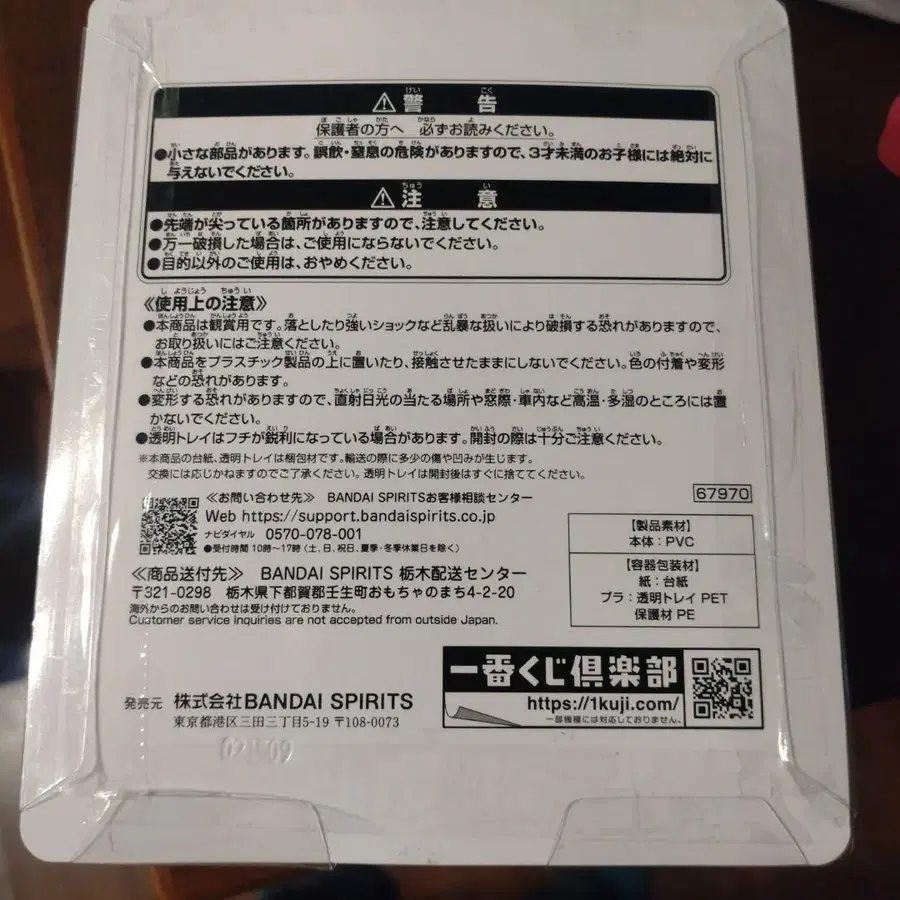 ⚠警告
保護者の方へ 必ずお読みください。
●小さな部品があります。誤飲・窒息の危険がありますので、3才未満のお子様には絶対に
与えないでください。
⚠注意
●先端が尖っている箇所がありますので、注意してください。
●万一破損した場合は、ご使用にならないでください。
●目的以外のご使用は、おやめください。
《使用上の注意》
●本商品は観賞用です。落としたり強いショックなど乱暴な扱いにより破損する恐れがありますので、
お取り扱いにはご注意ください。
●本商品をプラスチック製品の上に置いたり、接触させたままにしないでください。色の付着や変形
などの恐れがあります。
●変形する恐れがありますので、直射日光の当たる場所や窓際・車内など高温・多湿のところには置
かないでください。
●透明トレイはフチが鋭利になっている場合があります。開封の際は十分ご注意ください。
※本商品の台紙、透明トレイは梱包材です。輸送の際に多少の傷や凹みが生じます。
交換には応じかねますのでご了承ください。透明トレイは開封後はすぐに捨ててください。
≪お問い合わせ先≫ BANDAI SPIRITSお客様相談センター
67970
Web https://support.bandaispirits.co.jp
ナビダイヤル 0570-078-001
●受付時間 10時〜17時(土、日、祝日、夏季・冬季休業日を除く)
【製品素材】
本体:PVC
【容器包装材】
紙:台紙
プラ:透明トレイ PET
保護材 PE
≪商品送付先≫ BANDAI SPIRITS 栃木配送センター
〒321-0298 栃木県下都賀郡壬生町おもちゃのまち4-2-20
海外からのお問い合わせは受け付けておりません。
Customer service inquiries are not accepted from outside Japan.
一番くじ倶楽部
https://1kuji.com/
一部機種には対応しておりません。
発売元 株式会社BANDAI SPIRITS
東京都港区三田三丁目5-19 〒108-0073